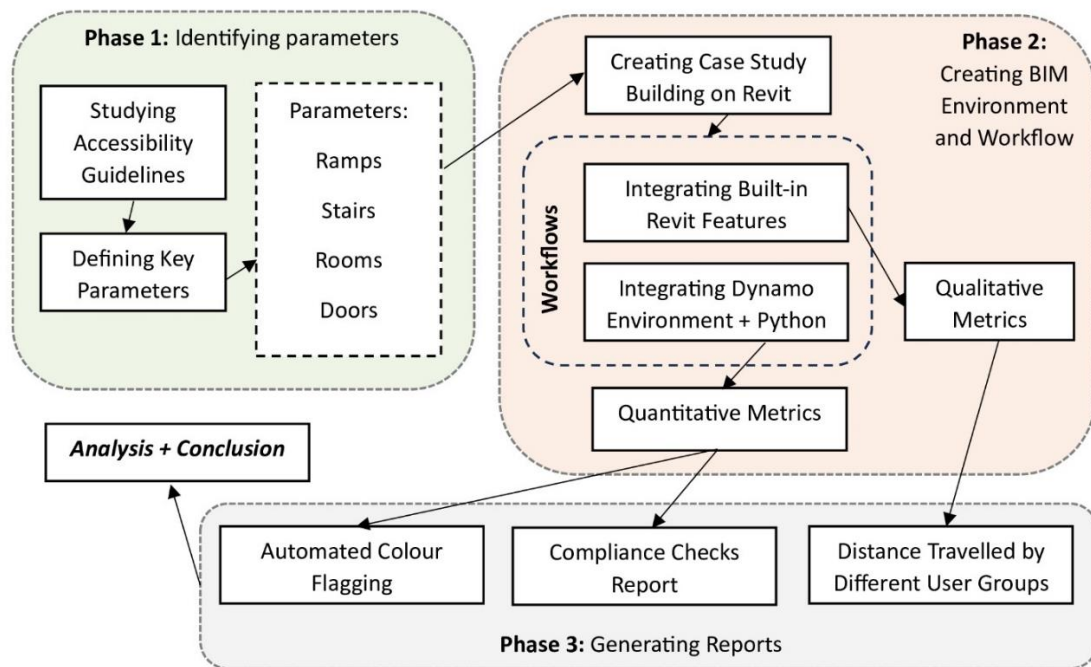 Phase 1: Identifying parameters
Studying
Accessibility
Guidelines
Defining Key
Parameters
Parameters:
Ramps
Stairs
Rooms
Doors
Phase 2:
Creating BIM
Environment
and Workflow
Creating Case Study
Building on Revit
Workflows
Integrating Built-in
Revit Features
Integrating Dynamo
Environment + Python
Qualitative
Metrics
Quantitative Metrics
Analysis + Conclusion
Automated Colour
Flagging
Compliance Checks
Report
Distance Travelled by
Different User Groups
Phase 3: Generating Reports